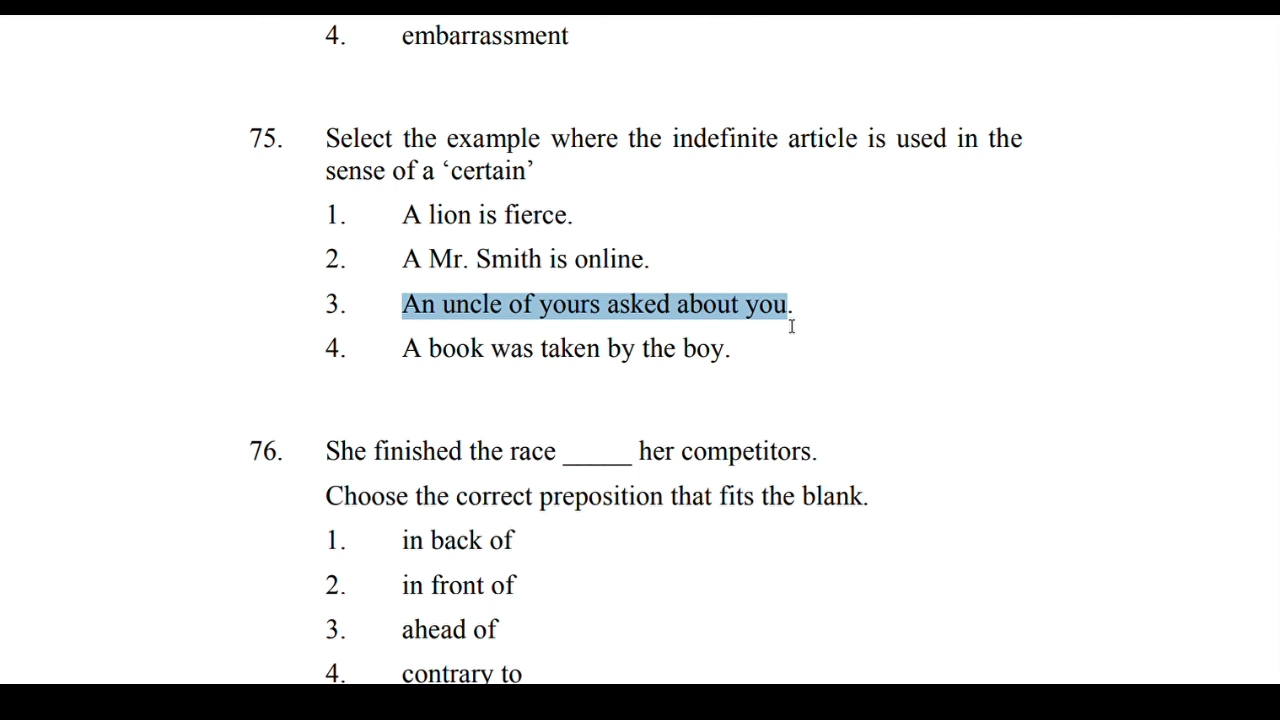 4. embarrassment
75. Select the example where the indefinite article is used in the
sense of a ‘certain’
1. A lion is fierce.
2. A Mr. Smith is online.
3. An uncle of yours asked about you.
4. A book was taken by the boy.
76. She finished the race _____ her competitors.
Choose the correct preposition that fits the blank.
1. in back of
2. in front of
3. ahead of
4. contrary to